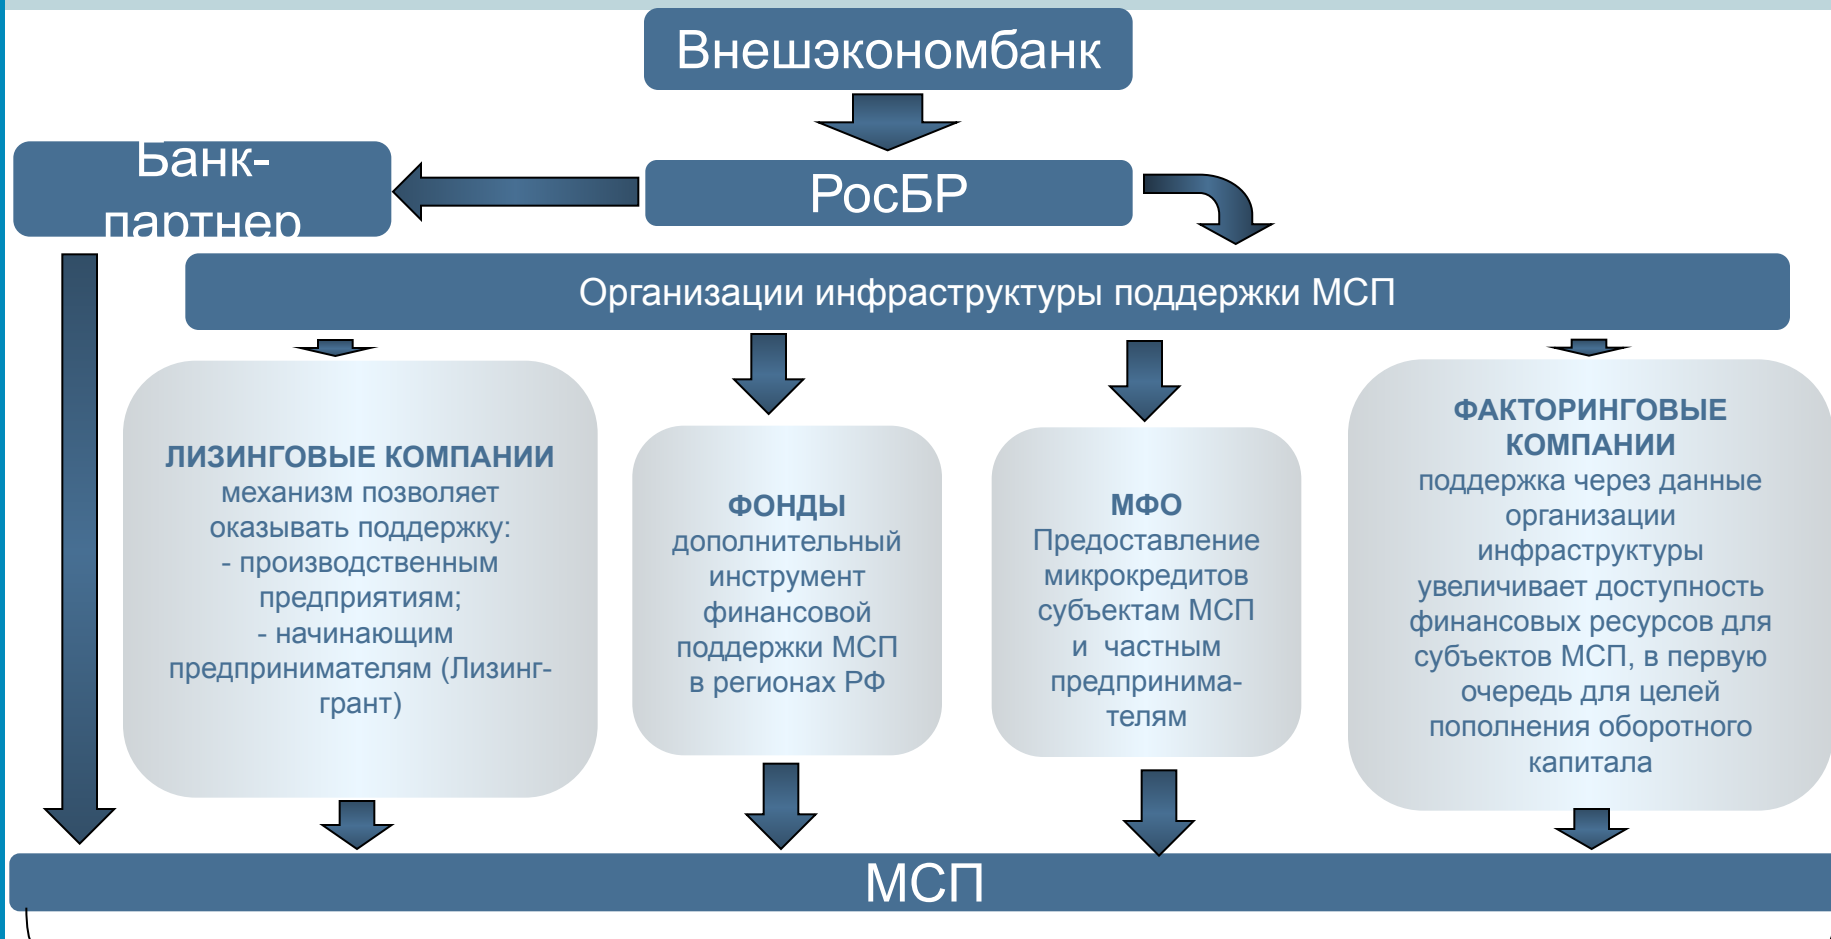 Внешэкономбанк
Банк-
партнер
РосБР
Организации инфраструктуры поддержки МСП
ЛИЗИНГОВЫЕ КОМПАНИИ
механизм позволяет
оказывать поддержку:
- производственным
предприятиям;
- начинающим
предпринимателям (Лизинг-
грант)
ФОНДЫ
дополнительный
инструмент
финансовой
поддержки МСП
в регионах РФ
МФО
Предоставление
микрокредитов
субъектам МСП
и частным
предпринима-
телям
ФАКТОРИНГОВЫЕ
КОМПАНИИ
поддержка через данные
организации
инфраструктуры
увеличивает доступность
финансовых ресурсов для
субъектов МСП, в первую
очередь для целей
пополнения оборотного
капитала
МСП